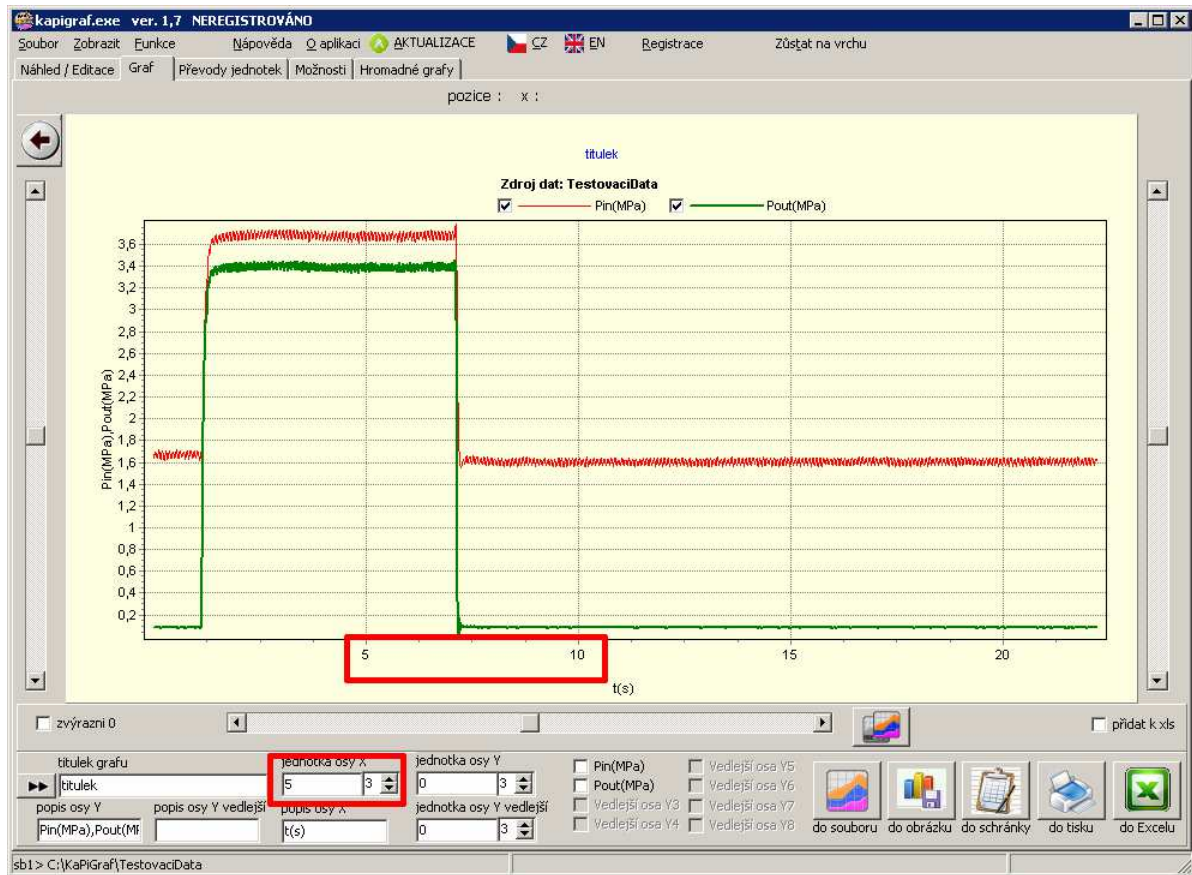 kapigraf.exe ver. 1,7 NEREGISTROVÁNO
Soubor Zobrazit Funkce Nápověda O aplikaci AKTUALIZACE CZ EN Registrace Zůstat na vrchu
Náhled / Editace Graf Převody jednotek Možnosti Hromadné grafy
pozice : x :
titulek
Zdroj dat: TestovaciData
Pin(MPa) Pout(MPa)
3,6
3,4
3,2
3
2,8
2,6
2,4
2,2
2
1,8
1,6
1,4
1,2
1
0,8
0,6
0,4
0,2
Pin(MPa),Pout(MPa)
5 10 15 20
t(s)
zvýrazni 0 přidat k xls
titulek grafu jednotka osy X jednotka osy Y Pin(MPa) Vedlejší osa Y5
titulek 5 3 0 3 Pout(MPa) Vedlejší osa Y6
popis osy Y popis osy Y vedlejší popis osy X jednotka osy Y vedlejší Vedlejší osa Y3 Vedlejší osa Y7
Pin(MPa),Pout(MF t(s) 0 3 Vedlejší osa Y4 Vedlejší osa Y8
do souboru do obrázku do schránky do tisku do Excelu
sb1> C:\KaPiGraf\TestovaciData